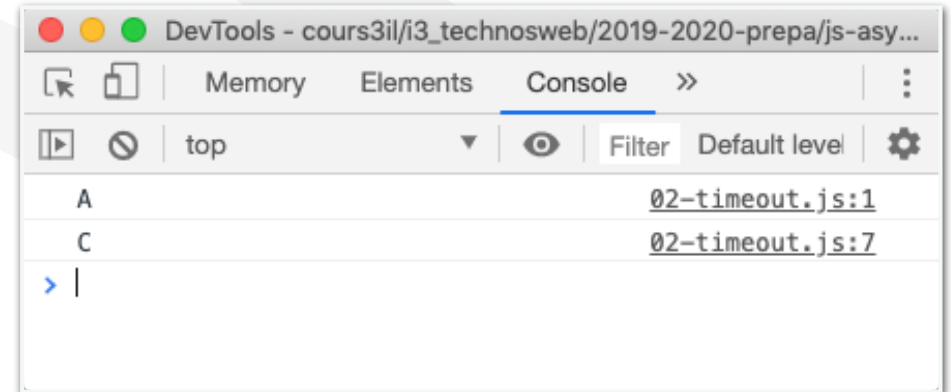 DevTools - cours3il/i3_technosweb/2019-2020-prepa/js-asy...
Memory Elements Console »
top Filter Default level
A 02-timeout.js:1
C 02-timeout.js:7
>